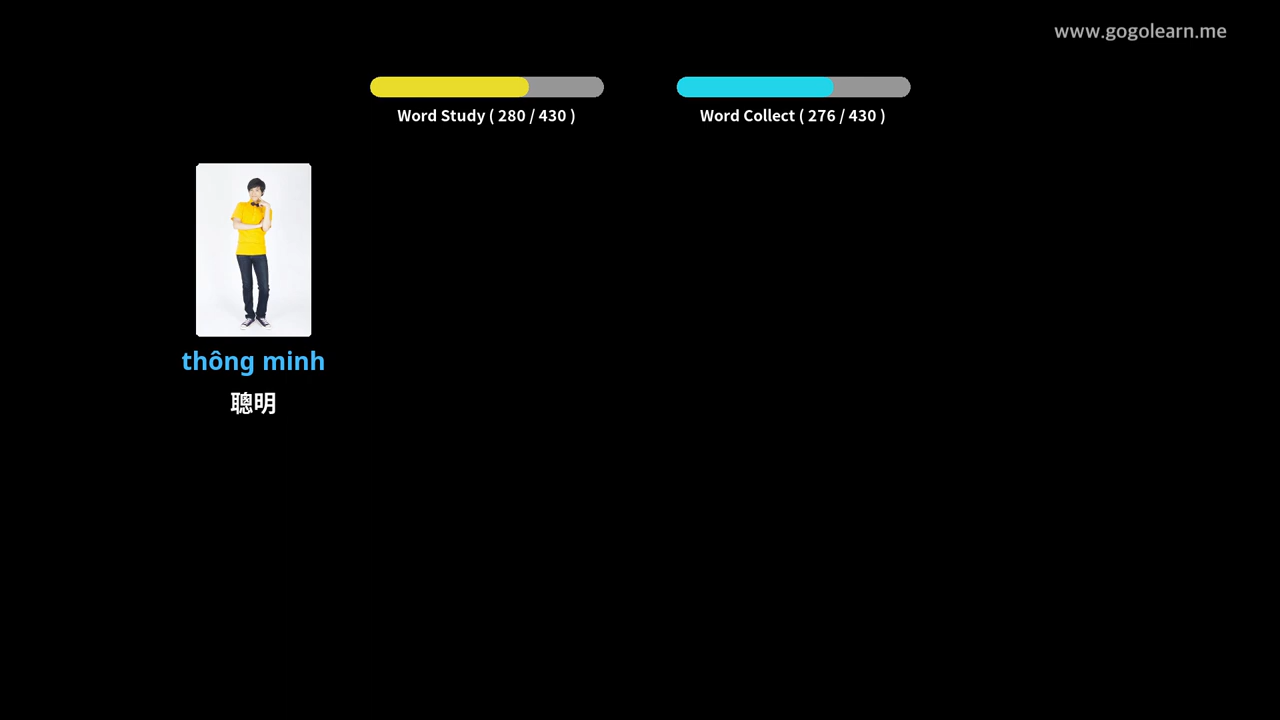 www.gogolearn.me
Word Study ( 280 / 430 )
Word Collect ( 276 / 430 )
thông minh
聰明